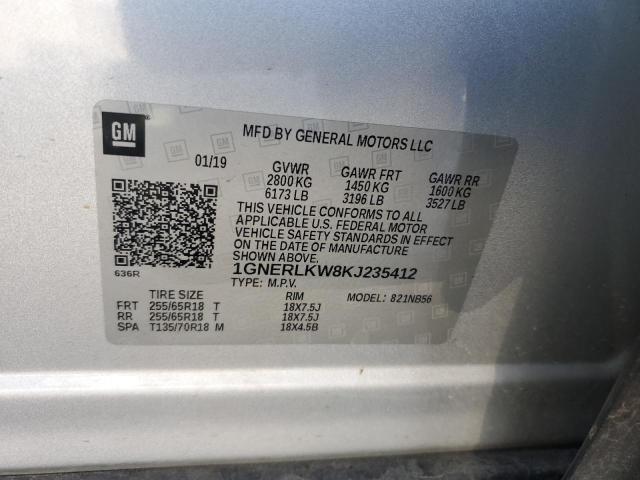 GM
MFD BY GENERAL MOTORS LLC
01/19 GVWR GAWR FRT GAWR RR
2800 KG 1450 KG 1600 KG
6173 LB 3196 LB 3527 LB
THIS VEHICLE CONFORMS TO ALL
APPLICABLE U.S. FEDERAL MOTOR
VEHICLE SAFETY STANDARDS IN
EFFECT ON THE DATE OF MANUFACTURE
SHOWN ABOVE.
636R
1GNERLKW8KJ235412
TYPE: M.P.V. MODEL: 821NB56
TIRE SIZE RIM
FRT 255/65R18 T 18X7.5J
RR 255/65R18 T 18X7.5J
SPA T135/70R18 M 18X4.5B